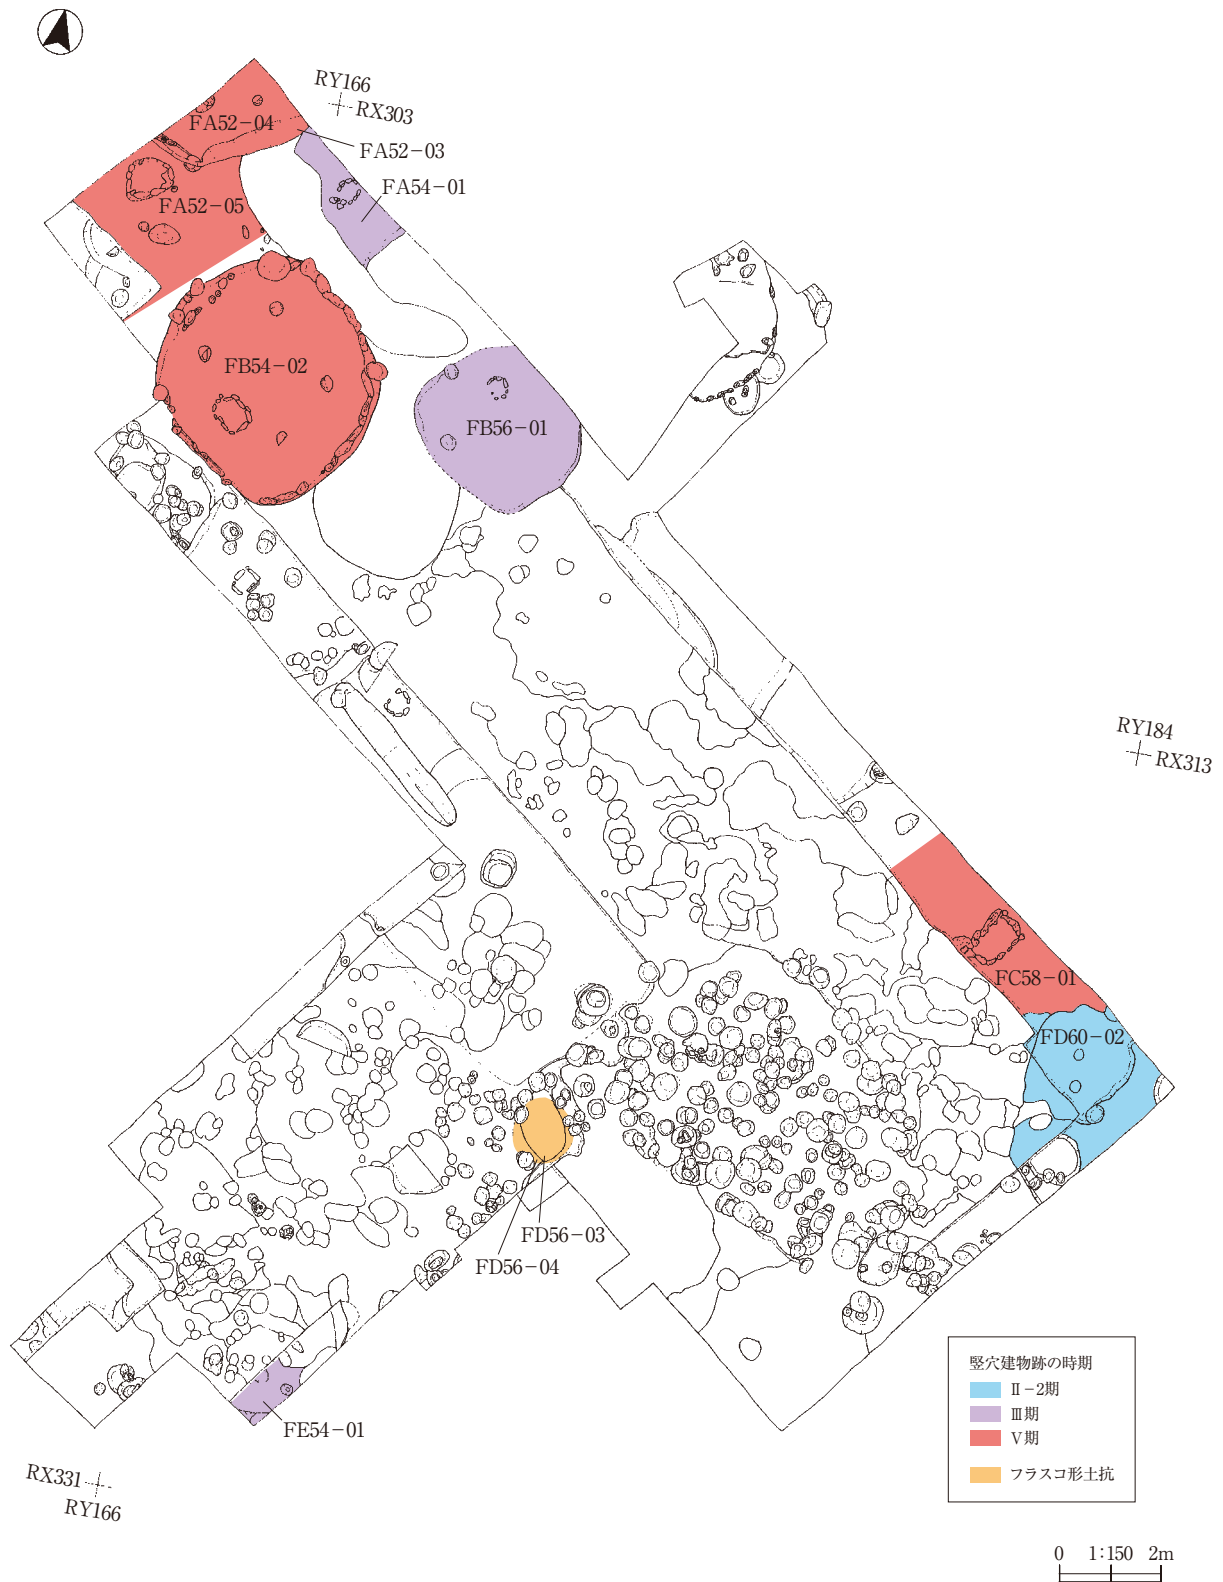 RY166
RX303
FA52-04
FA52-03
FA54-01
FA52-05
FB54-02
FB56-01
RY184
RX313
FC58-01
FD60-02
FD56-03
FD56-04
FE54-01
RX331
RY166
竪穴建物跡の時期
Ⅱ-2期
Ⅲ期
Ⅴ期
フラスコ形土抗
0 1:150 2m